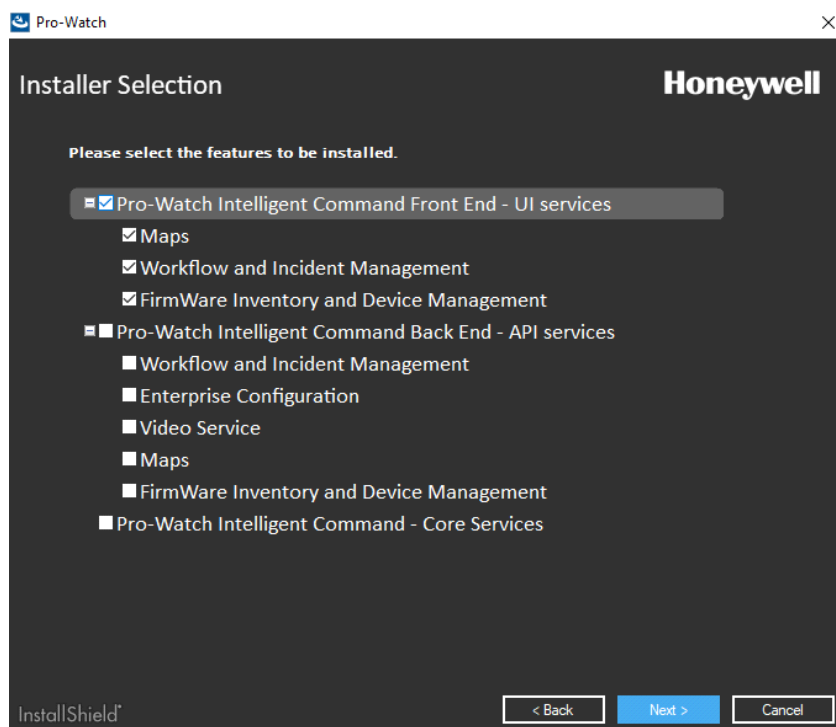 Pro-Watch
Installer Selection
Honeywell
Please select the features to be installed.
Pro-Watch Intelligent Command Front End - UI services
Maps
Workflow and Incident Management
FirmWare Inventory and Device Management
Pro-Watch Intelligent Command Back End - API services
Workflow and Incident Management
Enterprise Configuration
Video Service
Maps
FirmWare Inventory and Device Management
Pro-Watch Intelligent Command - Core Services
InstallShield
< Back
Next >
Cancel